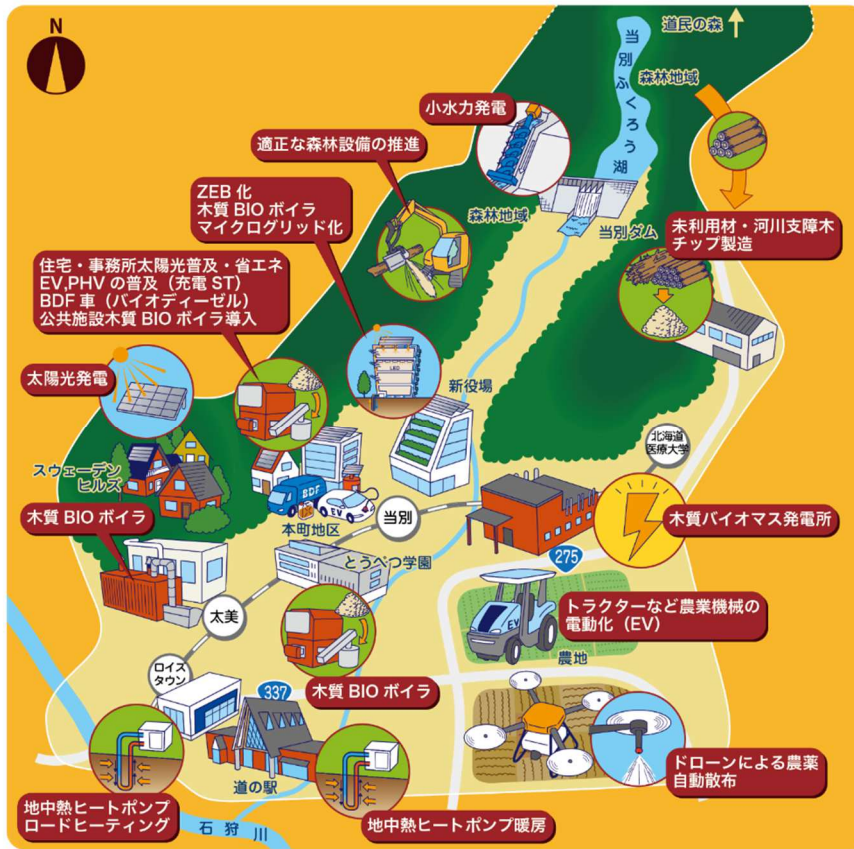 N
道民の森
当別ふくろう湖
森林地域
小水力発電
適正な森林設備の推進
ZEB 化
木質 BIO ボイラ
マイクログリッド化
森林地域
当別ダム
未利用材・河川支障木
チップ製造
住宅・事務所太陽光普及・省エネ
EV,PHV の普及（充電 ST）
BDF 車（バイオディーゼル）
公共施設木質 BIO ボイラ導入
太陽光発電
新役場
北海道
医療大学
スウェーデン
ヒルズ
BDF
EV
本町地区
当別
木質 BIO ボイラ
木質バイオマス発電所
とうべつ学園
275
太美
EV
トラクターなど農業機械の
電動化（EV）
農地
ロイズ
タウン
337
木質 BIO ボイラ
道の駅
ドローンによる農薬
自動散布
地中熱ヒートポンプ
ロードヒーティング
石狩川
地中熱ヒートポンプ暖房